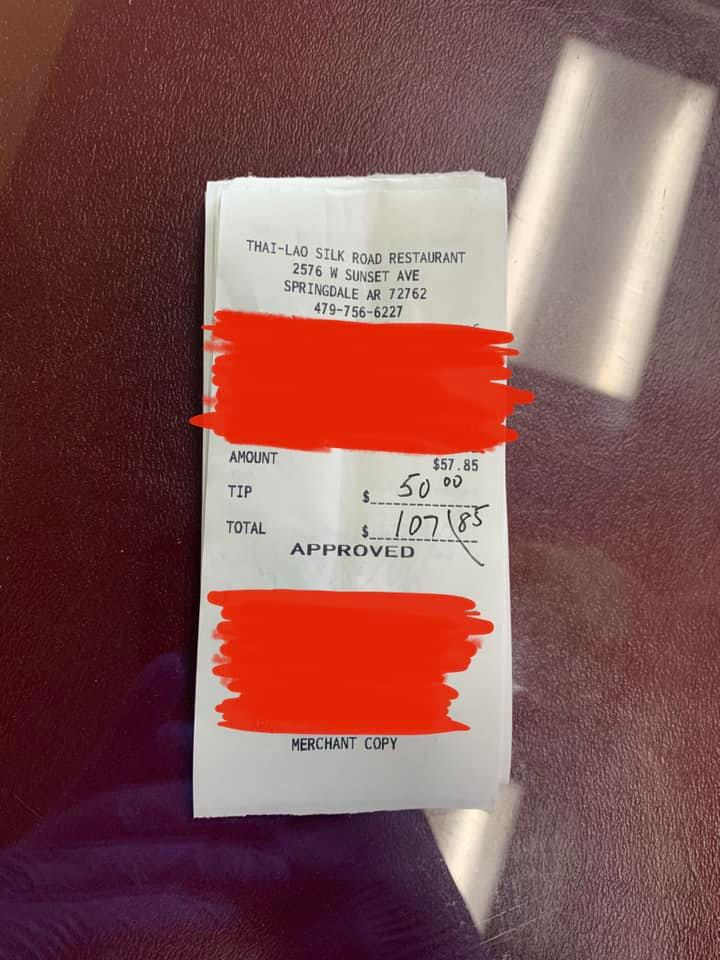 THAI-LAO SILK ROAD RESTAURANT
2576 W SUNSET AVE
SPRINGDALE AR 72762
479-756-6227
AMOUNT $57.85
TIP $ 50 00
TOTAL $ 107 85
APPROVED
MERCHANT COPY